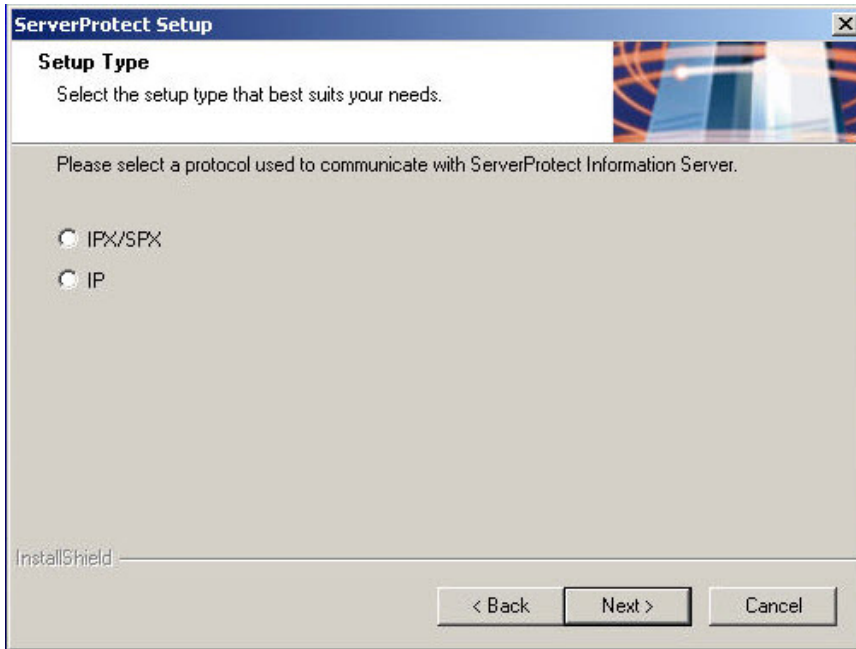 ServerProtect Setup
Setup Type
Select the setup type that best suits your needs.
Please select a protocol used to communicate with ServerProtect Information Server.
IPX/SPX
IP
InstallShield
< Back Next > Cancel